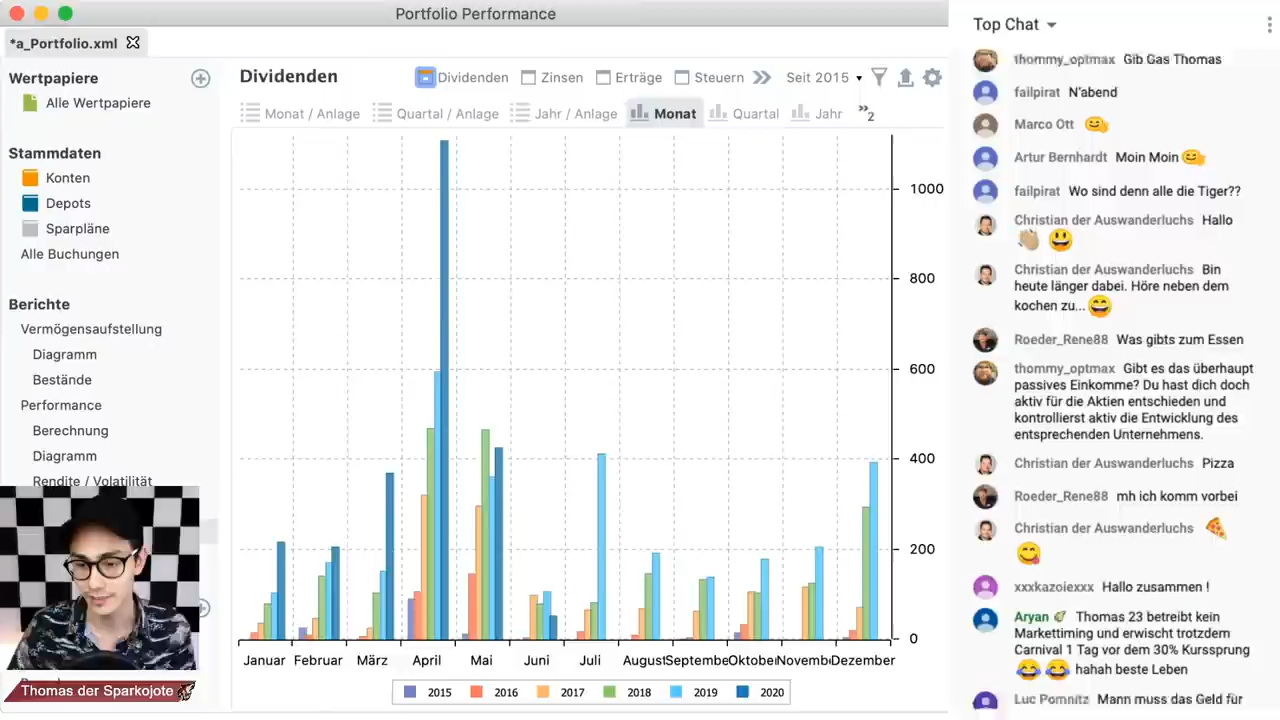 Portfolio Performance
*a_Portfolio.xml
Wertpapiere
Alle Wertpapiere
Stammdaten
Konten
Depots
Sparpläne
Alle Buchungen
Berichte
Vermögensaufstellung
Diagramm
Bestände
Performance
Berechnung
Diagramm
Rendite / Volatilität
Thomas der Sparkojote
Dividenden
Dividenden Zinsen Erträge Steuern Seit 2015
Monat / Anlage Quartal / Anlage Jahr / Anlage Monat Quartal Jahr 2
1000
800
600
400
200
0
Januar Februar März April Mai Juni Juli August Septembe Oktober Novembe Dezember
2015 2016 2017 2018 2019 2020
Top Chat
thommy_optmax Gib Gas Thomas
failpirat N'abend
Marco Ott
Artur Bernhardt Moin Moin
failpirat Wo sind denn alle die Tiger??
Christian der Auswanderluchs Hallo
Christian der Auswanderluchs Bin
heute länger dabei. Höre neben dem
kochen zu...
Roeder_Rene88 Was gibts zum Essen
thommy_optmax Gibt es das überhaupt
passives Einkomme? Du hast dich doch
aktiv für die Aktien entschieden und
kontrollierst aktiv die Entwicklung des
entsprechenden Unternehmens.
Christian der Auswanderluchs Pizza
Roeder_Rene88 mh ich komm vorbei
Christian der Auswanderluchs
xxxkazoiexxx Hallo zusammen !
Aryan Thomas 23 betreibt kein
Markettiming und erwischt trotzdem
Carnival 1 Tag vor dem 30% Kurssprung
hahah beste Leben
Luc Pomnitz Mann muss das Geld für